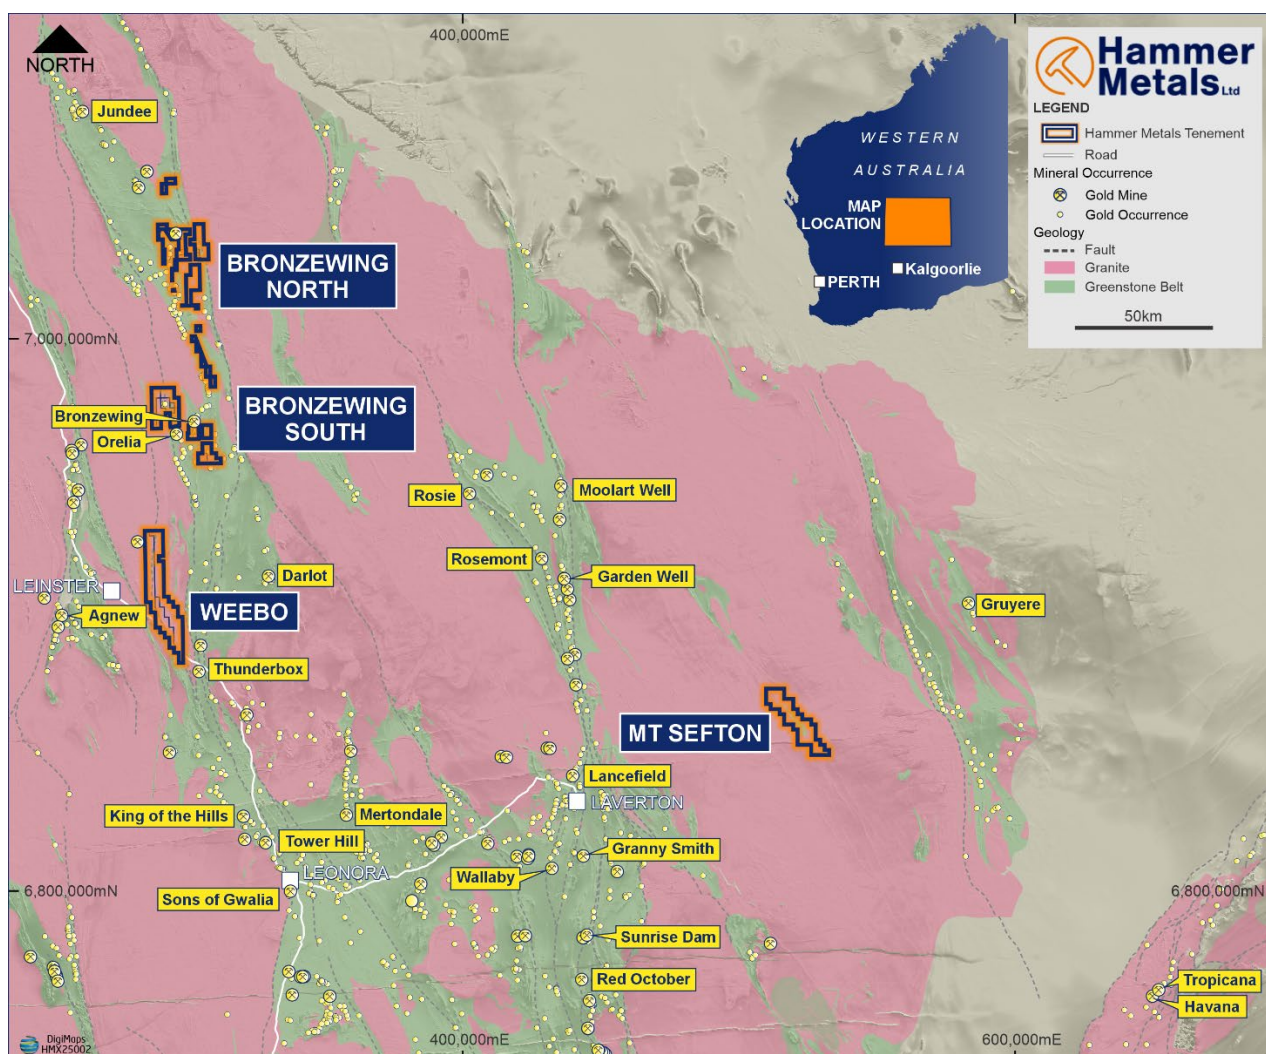 400,000mE
NORTH
Hammer
Metals Ltd
LEGEND
Hammer Metals Tenement
Road
Mineral Occurrence
Gold Mine
Gold Occurrence
Geology
Fault
Granite
Greenstone Belt
50km
WESTERN
AUSTRALIA
MAP
LOCATION
Kalgoorlie
PERTH
Jundee
BRONZEWING
NORTH
7,000,000mN
BRONZEWING
SOUTH
Bronzewing
Orelia
Rosie
Moolart Well
Rosemont
Garden Well
Darlot
LEINSTER
Agnew
WEEBO
Gruyere
Thunderbox
MT SEFTON
Lancefield
LAVERTON
King of the Hills
Mertondale
Tower Hill
Granny Smith
LEONORA
Wallaby
Sons of Gwalia
6,800,000mN
6,800,000mN
Sunrise Dam
Red October
Tropicana
Havana
DigiMaps
HMX25002
400,000mE
600,000mE